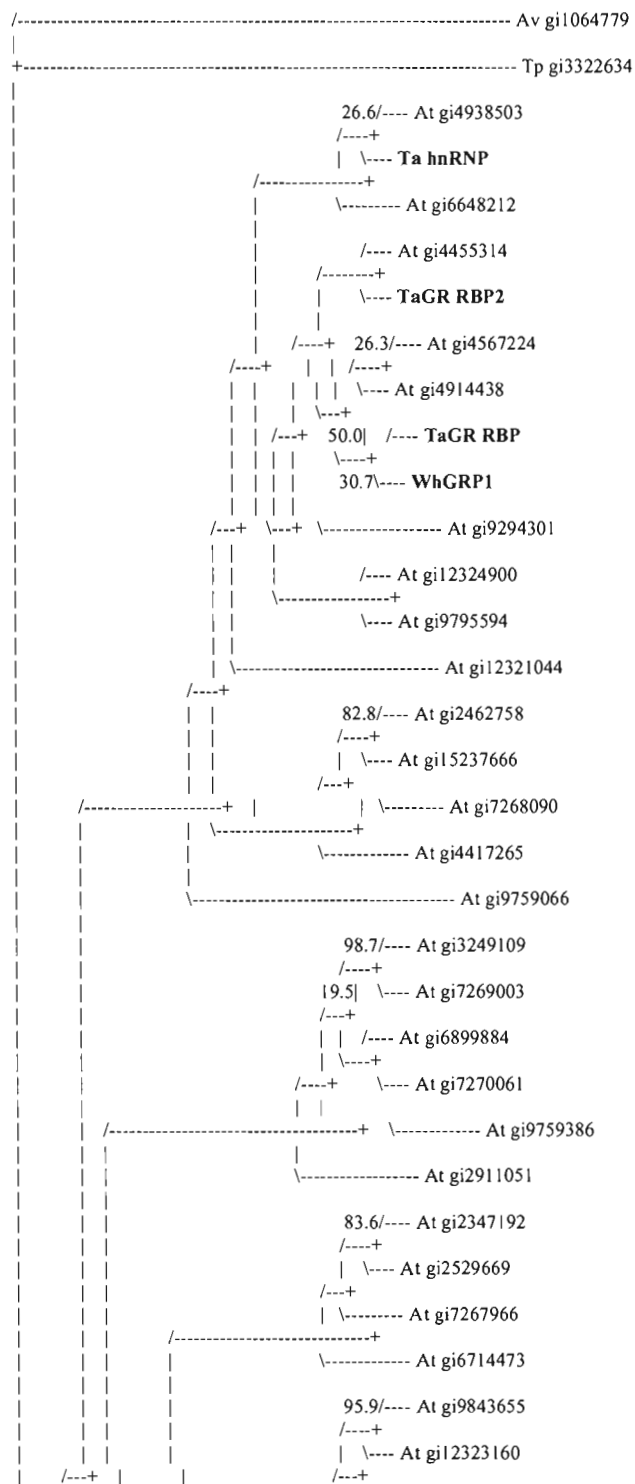 Av gi1064779
Tp gi3322634
26.6 At gi4938503
Ta hnRNP
At gi6648212
At gi4455314
TaGR RBP2
26.3 At gi4567224
At gi4914438
50.0 TaGR RBP
30.7 WhGRP1
At gi9294301
At gi12324900
At gi9795594
At gi12321044
82.8 At gi2462758
At gi15237666
At gi7268090
At gi4417265
At gi9759066
98.7 At gi3249109
19.5 At gi7269003
At gi6899884
At gi7270061
At gi9759386
At gi2911051
83.6 At gi2347192
At gi2529669
At gi7267966
At gi6714473
95.9 At gi9843655
At gi12323160